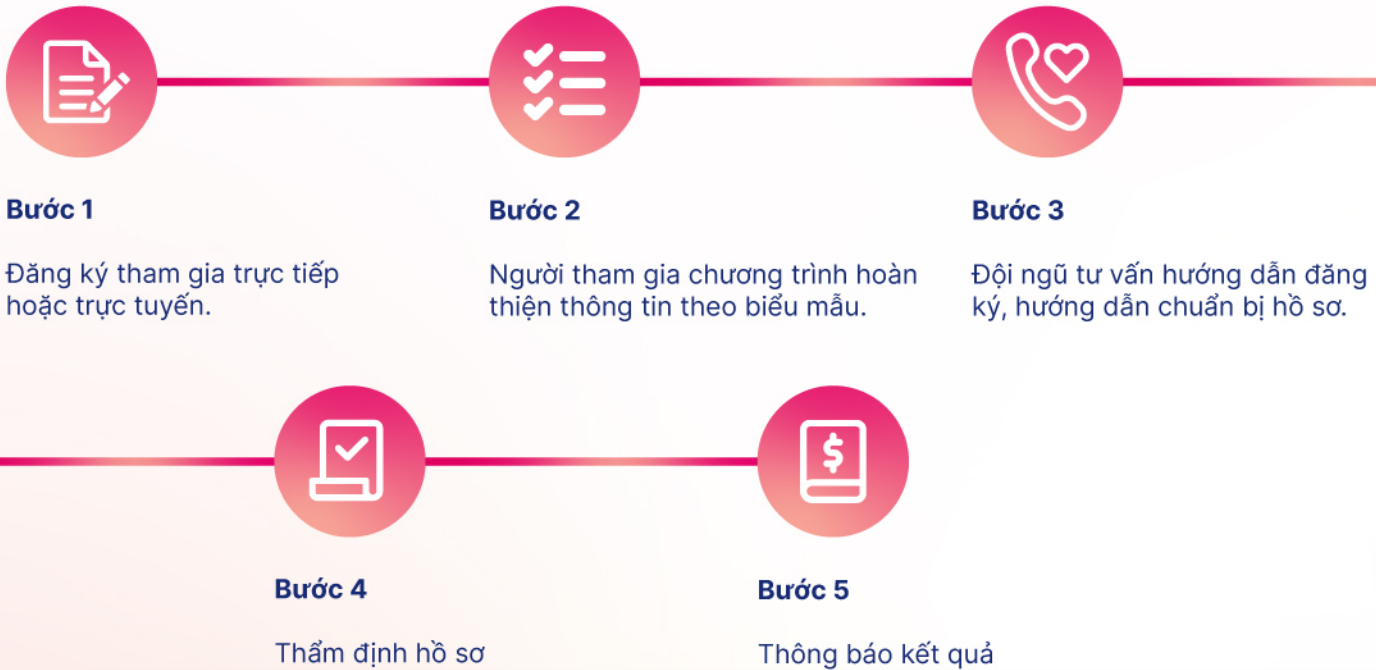 Bước 1
Đăng ký tham gia trực tiếp
hoặc trực tuyến.
Bước 2
Người tham gia chương trình hoàn
thiện thông tin theo biểu mẫu.
Bước 3
Đội ngũ tư vấn hướng dẫn đăng
ký, hướng dẫn chuẩn bị hồ sơ.
Bước 4
Thẩm định hồ sơ
Bước 5
Thông báo kết quả